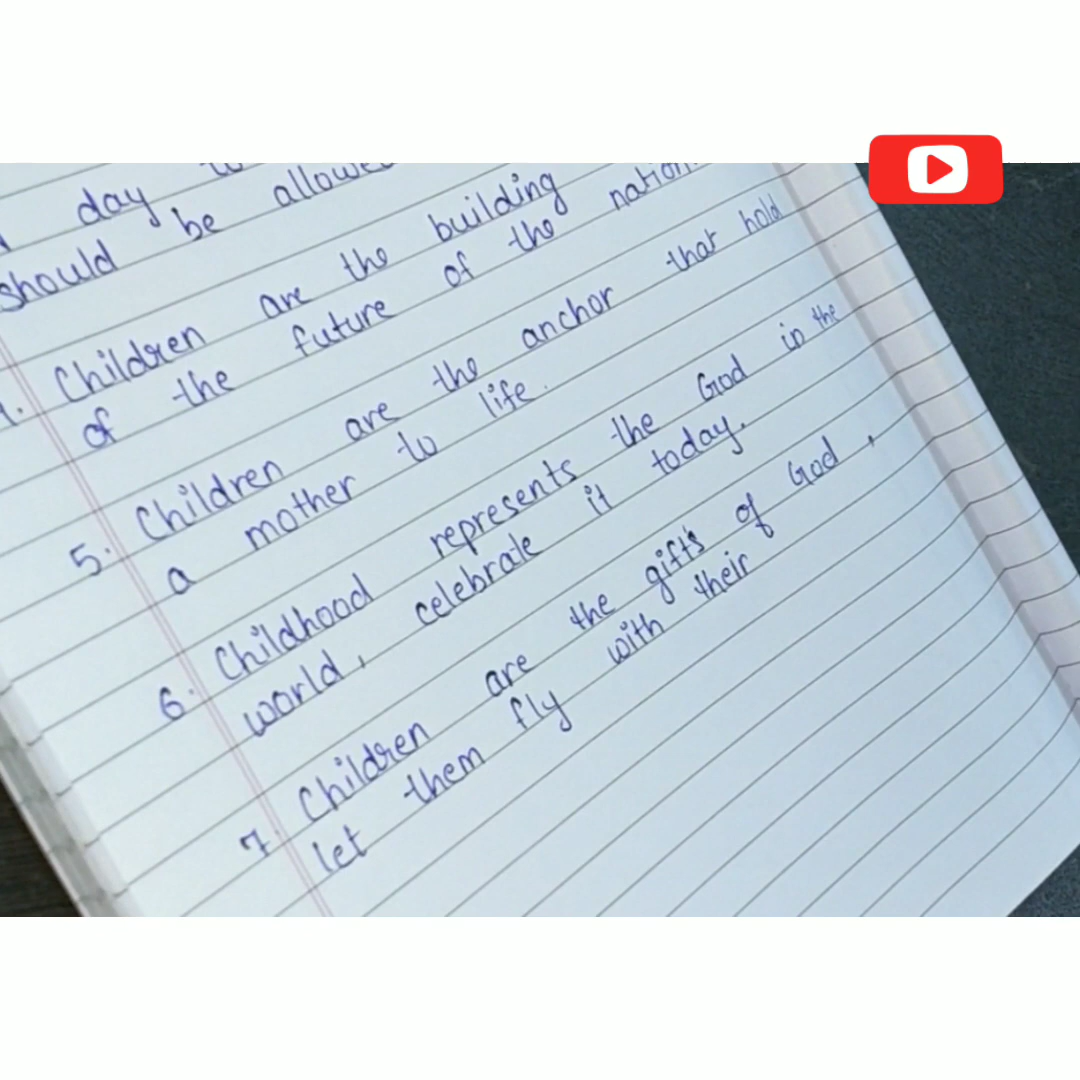 day to
should be allowed
4. Children are the building
of the future of the nation.
5. Children are the anchor that hold
a mother to life.
6. Childhood represents the God in the
world, celebrate it today.
7. Children are the gifts of God,
let them fly with their